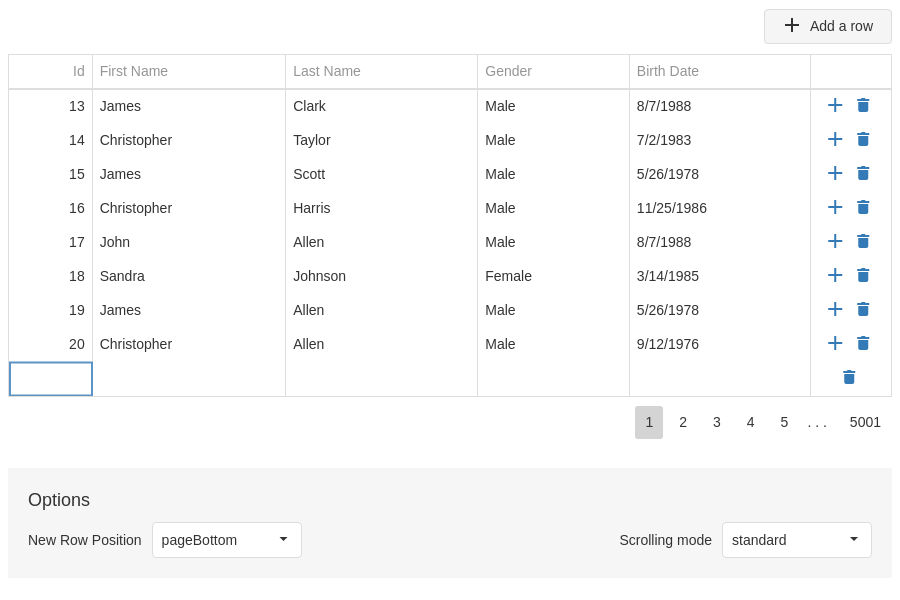 Add a row
Id First Name Last Name Gender Birth Date
13 James Clark Male 8/7/1988
14 Christopher Taylor Male 7/2/1983
15 James Scott Male 5/26/1978
16 Christopher Harris Male 11/25/1986
17 John Allen Male 8/7/1988
18 Sandra Johnson Female 3/14/1985
19 James Allen Male 5/26/1978
20 Christopher Allen Male 9/12/1976
1 2 3 4 5 . . . 5001
Options
New Row Position pageBottom Scrolling mode standard